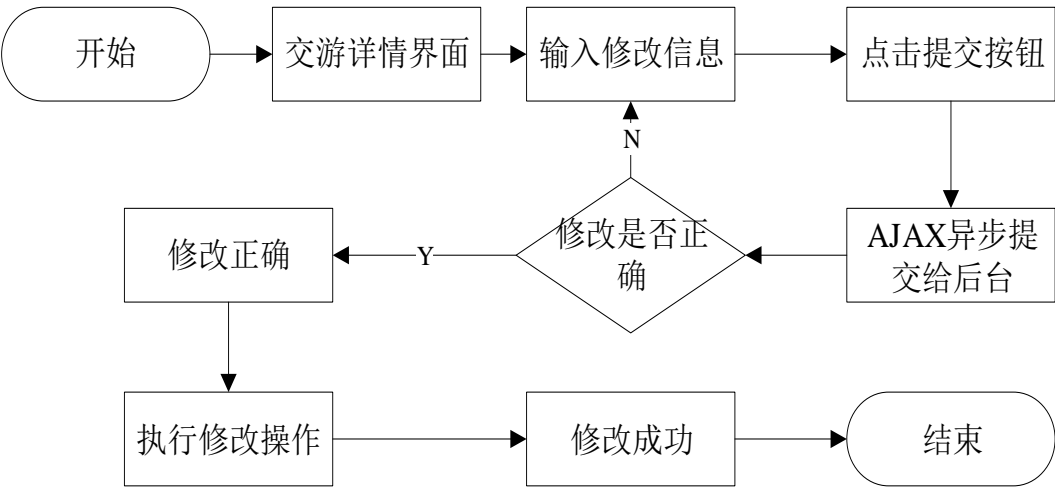 开始
交游详情界面
输入修改信息
点击提交按钮
N
修改正确
Y
修改是否正
确
AJAX异步提
交给后台
执行修改操作
修改成功
结束